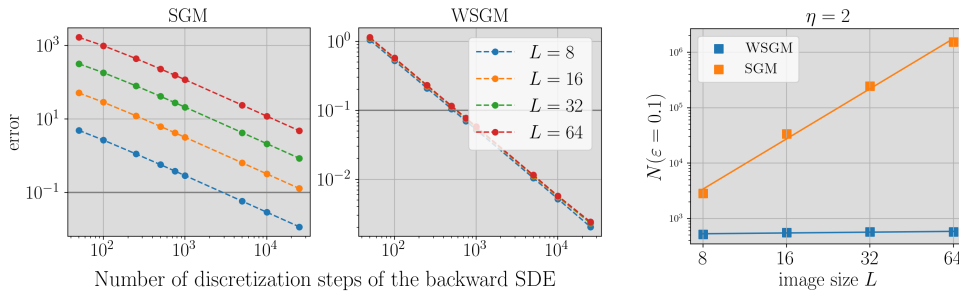 SGM
10³
10¹
10⁻¹
error
10²
10³
10⁴
WSGM
10⁰
10⁻¹
10⁻²
L = 8
L = 16
L = 32
L = 64
10²
10³
10⁴
Number of discretization steps of the backward SDE
η = 2
WSGM
SGM
10⁶
10⁵
10⁴
10³
N(ε = 0.1)
8
16
32
64
image size L